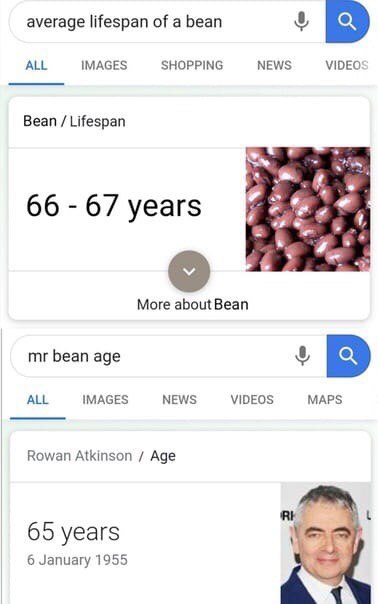 average lifespan of a bean
ALL IMAGES SHOPPING NEWS VIDEOS
Bean / Lifespan
66 - 67 years
More about Bean
mr bean age
ALL IMAGES NEWS VIDEOS MAPS
Rowan Atkinson / Age
65 years
6 January 1955